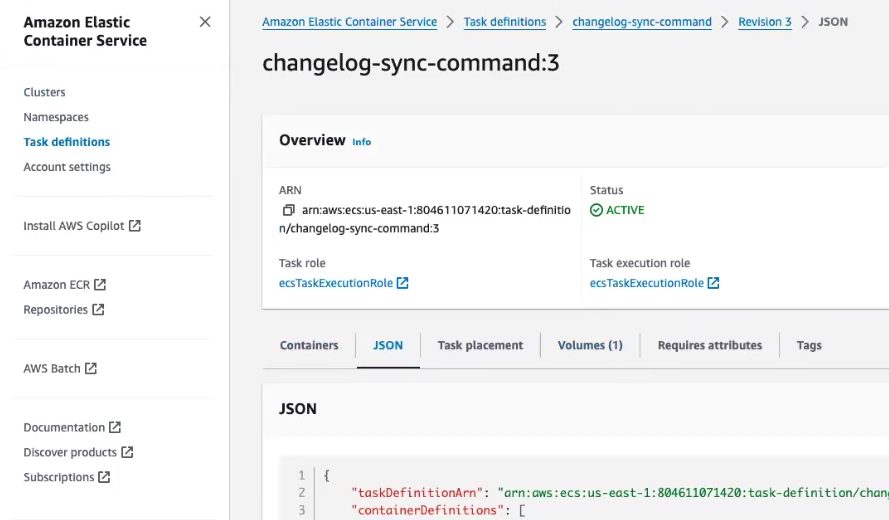 Amazon Elastic
Container Service
Clusters
Namespaces
Task definitions
Account settings
Install AWS Copilot
Amazon ECR
Repositories
AWS Batch
Documentation
Discover products
Subscriptions
Amazon Elastic Container Service > Task definitions > changelog-sync-command > Revision 3 > JSON
changelog-sync-command:3
Overview Info
ARN
arn:aws:ecs:us-east-1:804611071420:task-definitio
n/changelog-sync-command:3
Status
ACTIVE
Task role
ecsTaskExecutionRole
Task execution role
ecsTaskExecutionRole
Containers JSON Task placement Volumes (1) Requires attributes Tags
JSON
1 {
2 "taskDefinitionArn": "arn:aws:ecs:us-east-1:804611071420:task-definition/chang
3 "containerDefinitions": [